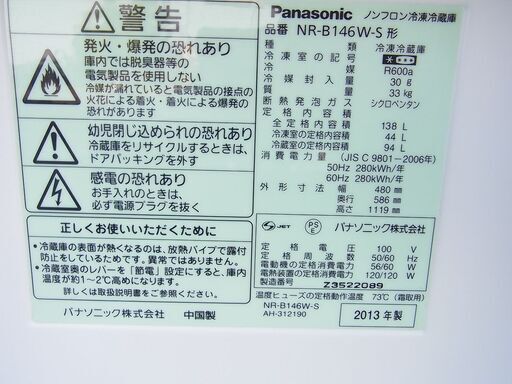 警告
発火・爆発の恐れあり
庫内では脱臭器等の
電気製品を使用しない
冷媒が漏れていると電気製品の接点の
火花による着火・着火による爆発の
恐れがあります。
幼児閉じ込められの恐れあり
冷蔵庫をリサイクルするときは、
ドアパッキングを外す
感電の恐れあり
お手入れのときは、
必ず電源プラグを抜く
正しくお使いいただくために
・冷蔵庫の表面が熱くなるのは、放熱パイプで露付
防止をしているためです。異常ではありません。
・冷蔵室奥のレバーを「節電」設定にすると、庫内
温度が約1～2℃高めになります。
詳しくは取扱説明書をご参照ください。
パナソニック株式会社 中国製
Panasonic ノンフロン冷凍冷蔵庫
品番 NR-B146W-S 形
種類 冷凍冷蔵庫
冷凍室の記号
冷媒 R600a
冷媒封入量 30 g
質量 33 kg
断熱発泡ガス シクロペンタン
全定格内容積 138 L
冷凍室の定格内容積 44 L
冷蔵室の定格内容積 94 L
消費電力量 (JIS C 9801-2006年)
50Hz 280kWh/年
60Hz 280kWh/年
外形寸法 幅 480 mm
奥行 586 mm
高さ 1119 mm
JET PS E パナソニック株式会社
定格電圧 100 V
定格周波数 50/60 Hz
電動機の定格消費電力 56/60 W
電熱装置の定格消費電力 120/120 W
製造番号 Z3522089
温度ヒューズの定格動作温度 73℃ (霜取用)
NR-B146W-S
AH-312190
2013 年製